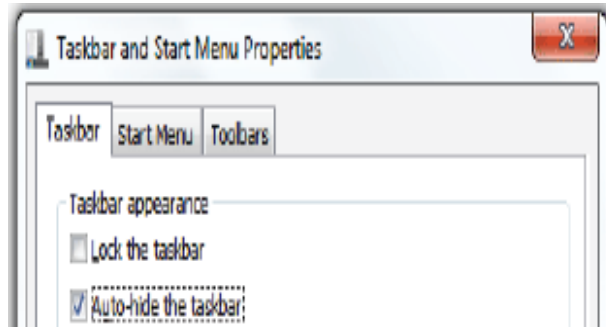 Taskbar and Start Menu Properties
Taskbar Start Menu Toolbars
Taskbar appearance
Lock the taskbar
Auto-hide the taskbar